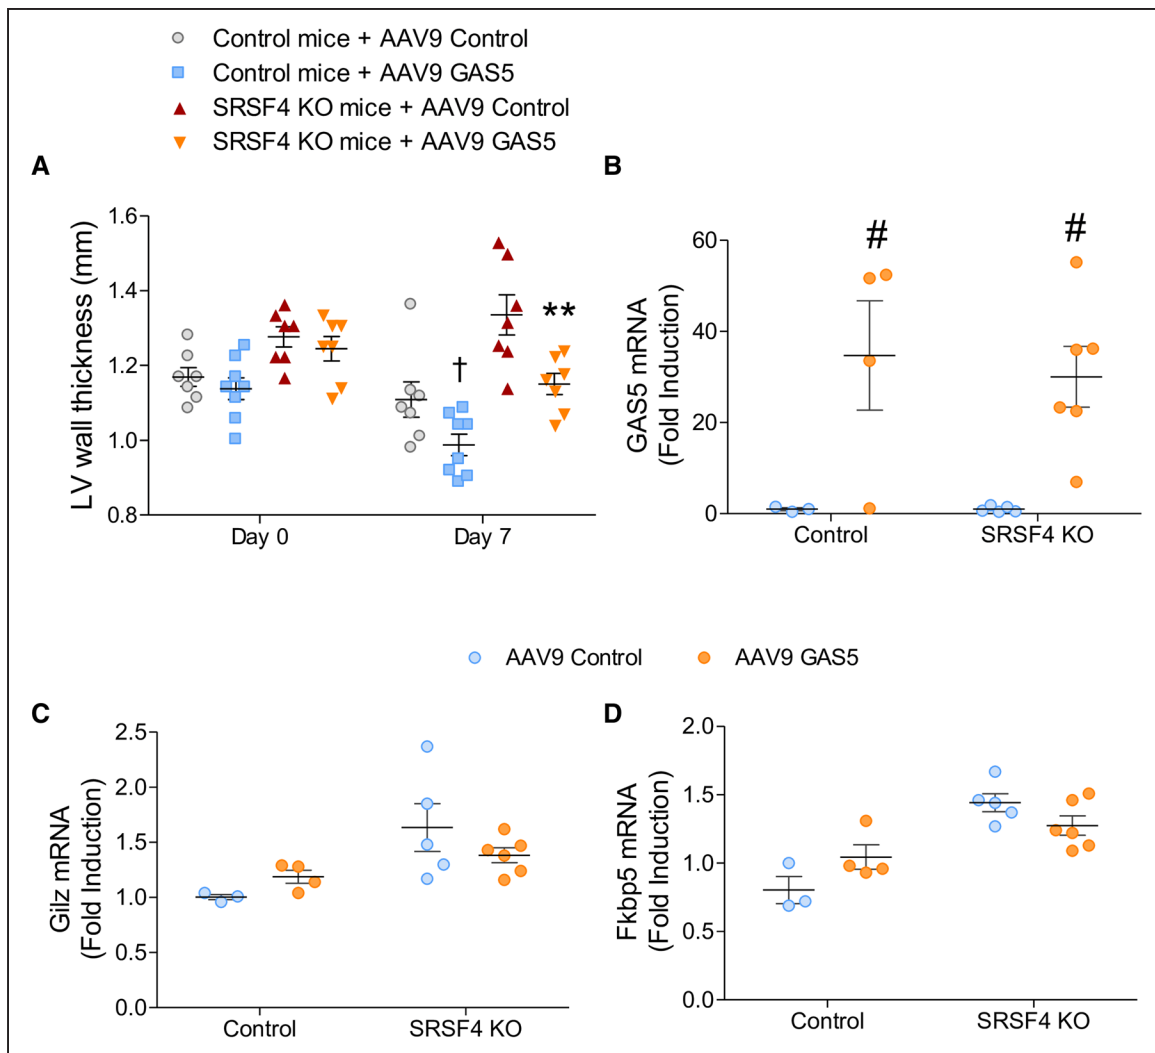 Control mice + AAV9 Control
Control mice + AAV9 GAS5
SRSF4 KO mice + AAV9 Control
SRSF4 KO mice + AAV9 GAS5
A
LV wall thickness (mm)
1.6
1.4
1.2
1.0
0.8
†
**
Day 0
Day 7
B
GAS5 mRNA
(Fold Induction)
60
40
20
0
#
#
Control
SRSF4 KO
AAV9 Control
AAV9 GAS5
C
Gilz mRNA
(Fold Induction)
2.5
2.0
1.5
1.0
0.5
0.0
Control
SRSF4 KO
D
Fkbp5 mRNA
(Fold Induction)
2.0
1.5
1.0
0.5
0.0
Control
SRSF4 KO